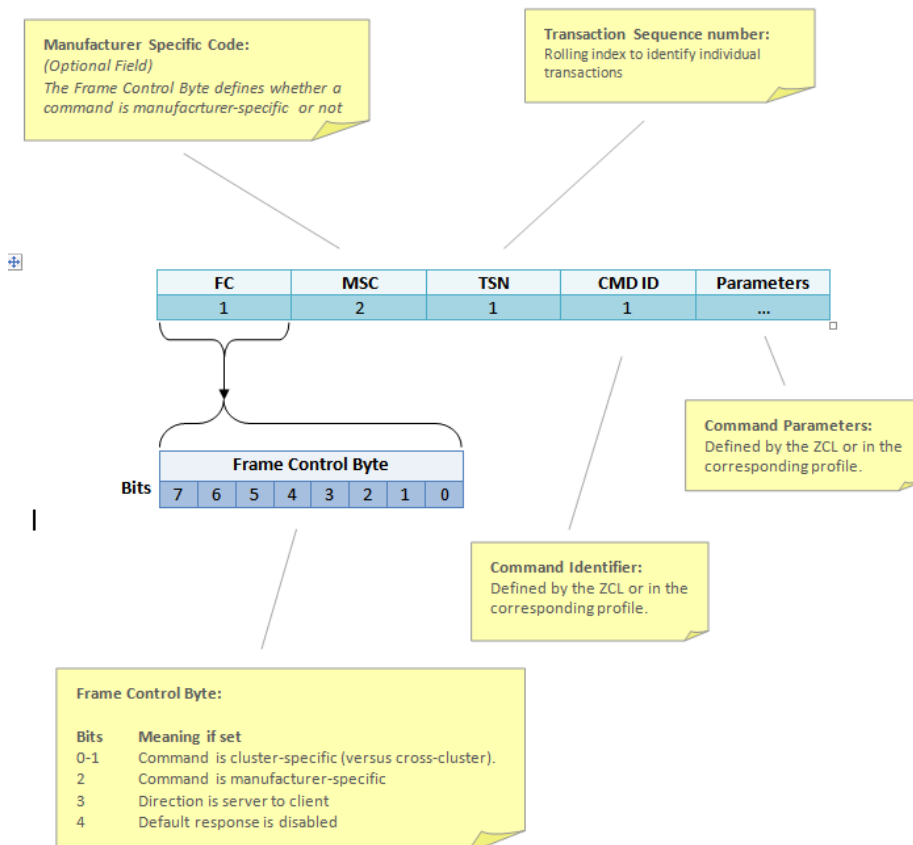 Manufacturer Specific Code:
(Optional Field)
The Frame Control Byte defines whether a
command is manufacrturer-specific or not
Transaction Sequence number:
Rolling index to identify individual
transactions
FC MSC TSN CMD ID Parameters
1 2 1 1 ...
Command Parameters:
Defined by the ZCL or in the
corresponding profile.
Frame Control Byte
Bits 7 6 5 4 3 2 1 0
Command Identifier:
Defined by the ZCL or in the
corresponding profile.
Frame Control Byte:
Bits Meaning if set
0-1 Command is cluster-specific (versus cross-cluster).
2 Command is manufacturer-specific
3 Direction is server to client
4 Default response is disabled